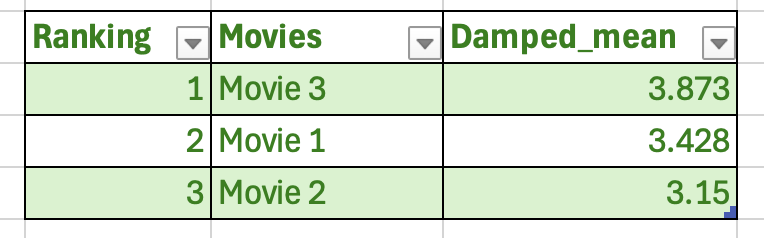 Ranking Movies Damped_mean
1 Movie 3 3.873
2 Movie 1 3.428
3 Movie 2 3.15